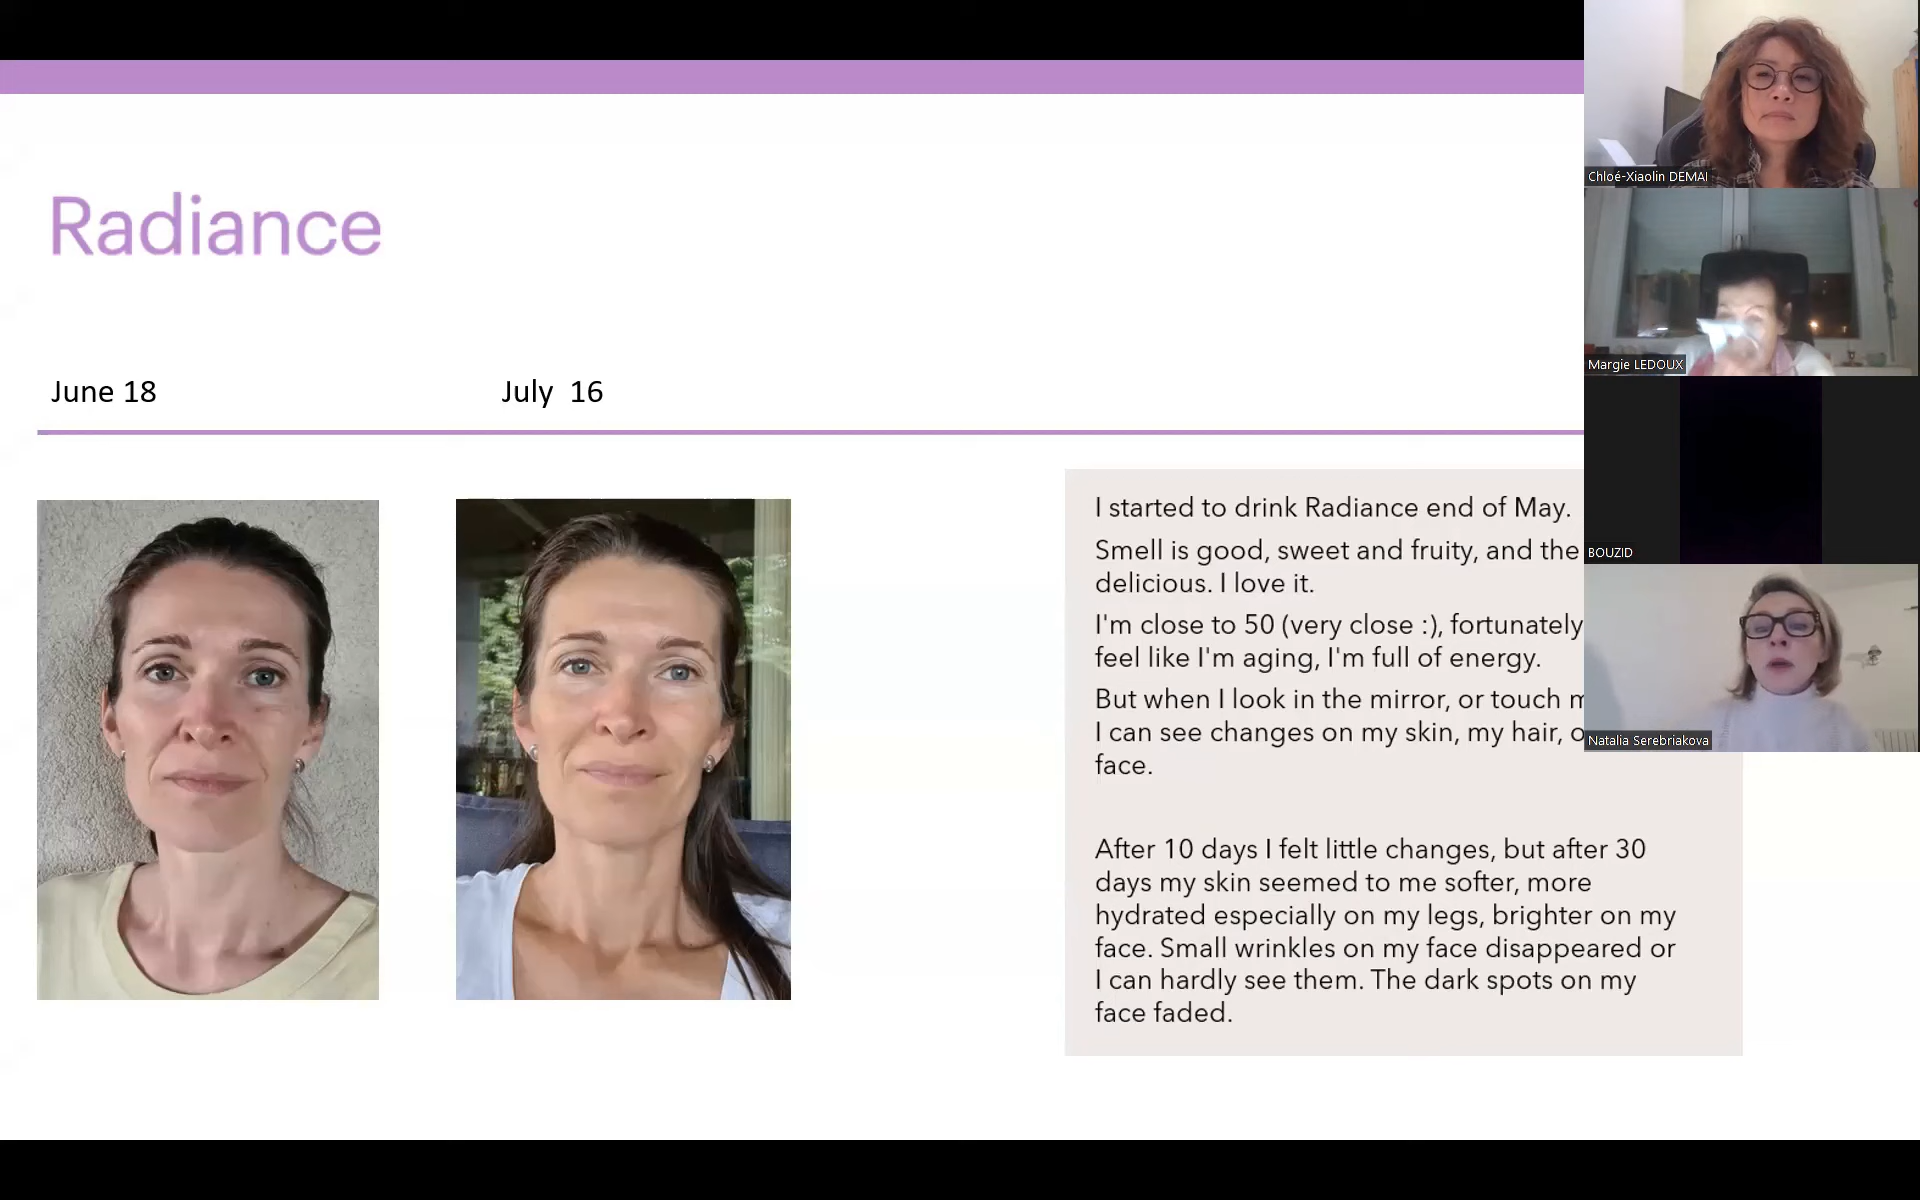 Radiance
June 18
July 16
I started to drink Radiance end of May.
Smell is good, sweet and fruity, and the
delicious. I love it.
I'm close to 50 (very close :), fortunately
feel like I'm aging, I'm full of energy.
But when I look in the mirror, or touch
I can see changes on my skin, my hair,
face.
After 10 days I felt little changes, but after 30
days my skin seemed to me softer, more
hydrated especially on my legs, brighter on my
face. Small wrinkles on my face disappeared or
I can hardly see them. The dark spots on my
face faded.
Chloé-Xiaolin DEMAI
Margie LEDOUX
BOUZID
Natalia Serebriakova